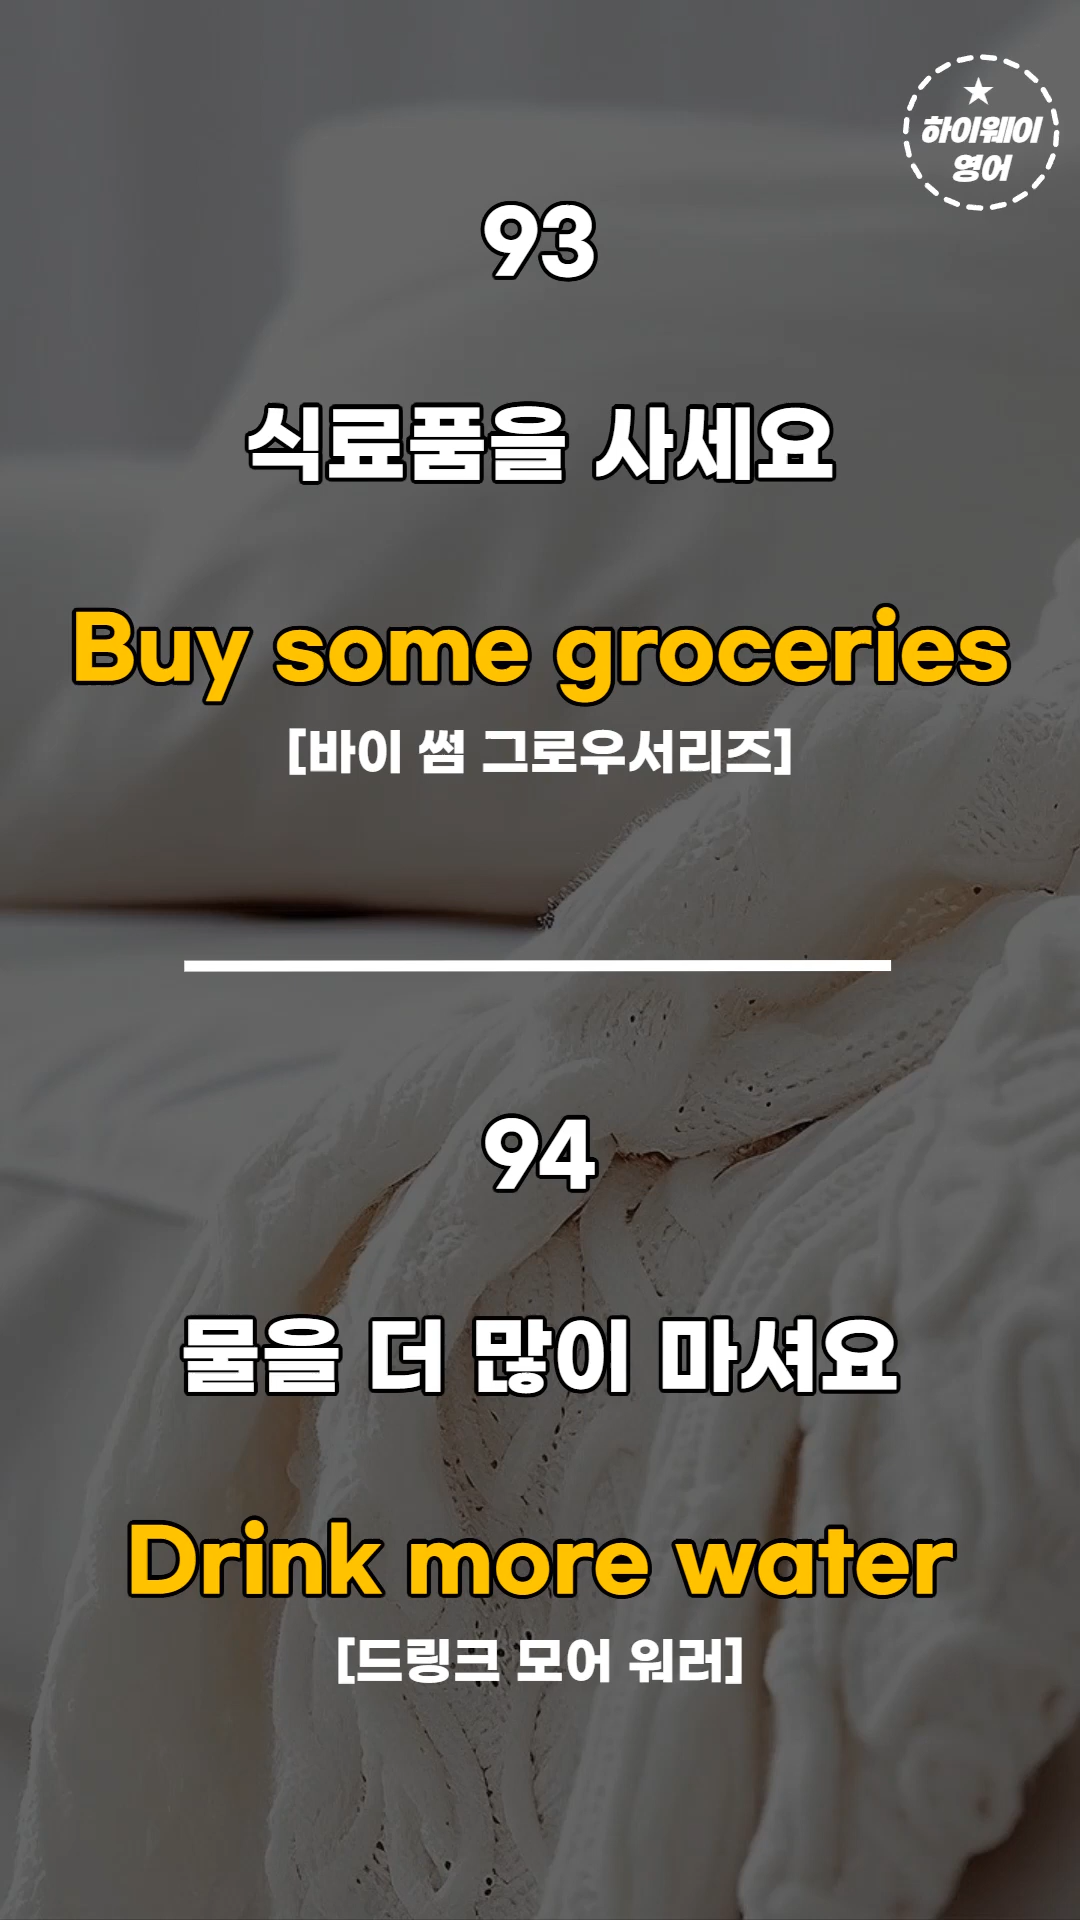 ★
하이웨이
영어
93
식료품을 사세요
Buy some groceries
[바이 썸 그로우서리즈]
94
물을 더 많이 마셔요
Drink more water
[드링크 모어 워러]